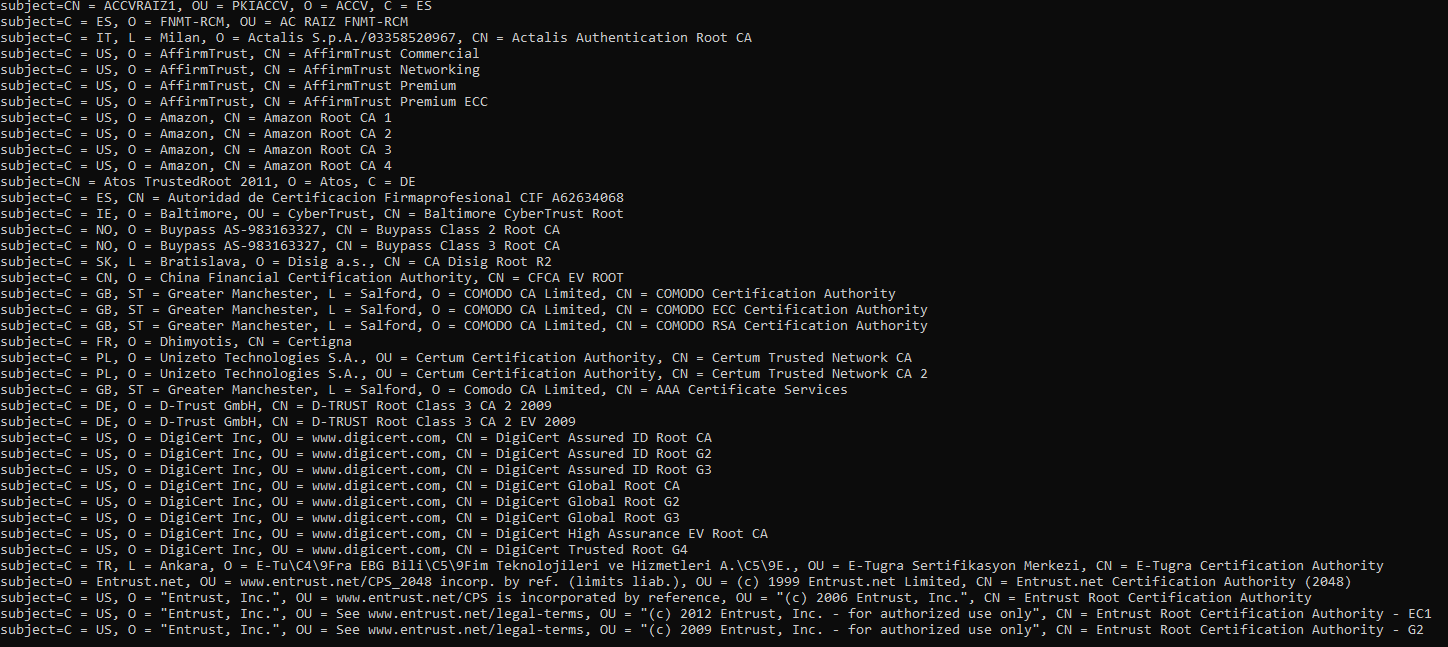 subject=CN = ACCVRAIZ1, OU = PKIACCV, O = ACCV, C = ES
subject=C = ES, O = FNMT-RCM, OU = AC RAIZ FNMT-RCM
subject=C = IT, L = Milan, O = Actalis S.p.A./03358520967, CN = Actalis Authentication Root CA
subject=C = US, O = AffirmTrust, CN = AffirmTrust Commercial
subject=C = US, O = AffirmTrust, CN = AffirmTrust Networking
subject=C = US, O = AffirmTrust, CN = AffirmTrust Premium
subject=C = US, O = AffirmTrust, CN = AffirmTrust Premium ECC
subject=C = US, O = Amazon, CN = Amazon Root CA 1
subject=C = US, O = Amazon, CN = Amazon Root CA 2
subject=C = US, O = Amazon, CN = Amazon Root CA 3
subject=C = US, O = Amazon, CN = Amazon Root CA 4
subject=CN = Atos TrustedRoot 2011, O = Atos, C = DE
subject=C = ES, CN = Autoridad de Certificacion Firmaprofesional CIF A62634068
subject=C = IE, O = Baltimore, OU = CyberTrust, CN = Baltimore CyberTrust Root
subject=C = NO, O = Buypass AS-983163327, CN = Buypass Class 2 Root CA
subject=C = NO, O = Buypass AS-983163327, CN = Buypass Class 3 Root CA
subject=C = SK, L = Bratislava, O = Disig a.s., CN = CA Disig Root R2
subject=C = CN, O = China Financial Certification Authority, CN = CFCA EV ROOT
subject=C = GB, ST = Greater Manchester, L = Salford, O = COMODO CA Limited, CN = COMODO Certification Authority
subject=C = GB, ST = Greater Manchester, L = Salford, O = COMODO CA Limited, CN = COMODO ECC Certification Authority
subject=C = GB, ST = Greater Manchester, L = Salford, O = COMODO CA Limited, CN = COMODO RSA Certification Authority
subject=C = FR, O = Dhimyotis, CN = Certigna
subject=C = PL, O = Unizeto Technologies S.A., OU = Certum Certification Authority, CN = Certum Trusted Network CA
subject=C = PL, O = Unizeto Technologies S.A., OU = Certum Certification Authority, CN = Certum Trusted Network CA 2
subject=C = GB, ST = Greater Manchester, L = Salford, O = Comodo CA Limited, CN = AAA Certificate Services
subject=C = DE, O = D-Trust GmbH, CN = D-TRUST Root Class 3 CA 2 2009
subject=C = DE, O = D-Trust GmbH, CN = D-TRUST Root Class 3 CA 2 EV 2009
subject=C = US, O = DigiCert Inc, OU = www.digicert.com, CN = DigiCert Assured ID Root CA
subject=C = US, O = DigiCert Inc, OU = www.digicert.com, CN = DigiCert Assured ID Root G2
subject=C = US, O = DigiCert Inc, OU = www.digicert.com, CN = DigiCert Assured ID Root G3
subject=C = US, O = DigiCert Inc, OU = www.digicert.com, CN = DigiCert Global Root CA
subject=C = US, O = DigiCert Inc, OU = www.digicert.com, CN = DigiCert Global Root G2
subject=C = US, O = DigiCert Inc, OU = www.digicert.com, CN = DigiCert Global Root G3
subject=C = US, O = DigiCert Inc, OU = www.digicert.com, CN = DigiCert High Assurance EV Root CA
subject=C = US, O = DigiCert Inc, OU = www.digicert.com, CN = DigiCert Trusted Root G4
subject=C = TR, L = Ankara, O = E-Tu\C4\9Fra EBG Bili\C5\9Fim Teknolojileri ve Hizmetleri A.\C5\9E., OU = E-Tugra Sertifikasyon Merkezi, CN = E-Tugra Certification Authority
subject=O = Entrust.net, OU = www.entrust.net/CPS_2048 incorp. by ref. (limits liab.), OU = (c) 1999 Entrust.net Limited, CN = Entrust.net Certification Authority (2048)
subject=C = US, O = "Entrust, Inc.", OU = www.entrust.net/CPS is incorporated by reference, OU = "(c) 2006 Entrust, Inc.", CN = Entrust Root Certification Authority
subject=C = US, O = "Entrust, Inc.", OU = See www.entrust.net/legal-terms, OU = "(c) 2012 Entrust, Inc. - for authorized use only", CN = Entrust Root Certification Authority - EC1
subject=C = US, O = "Entrust, Inc.", OU = See www.entrust.net/legal-terms, OU = "(c) 2009 Entrust, Inc. - for authorized use only", CN = Entrust Root Certification Authority - G2